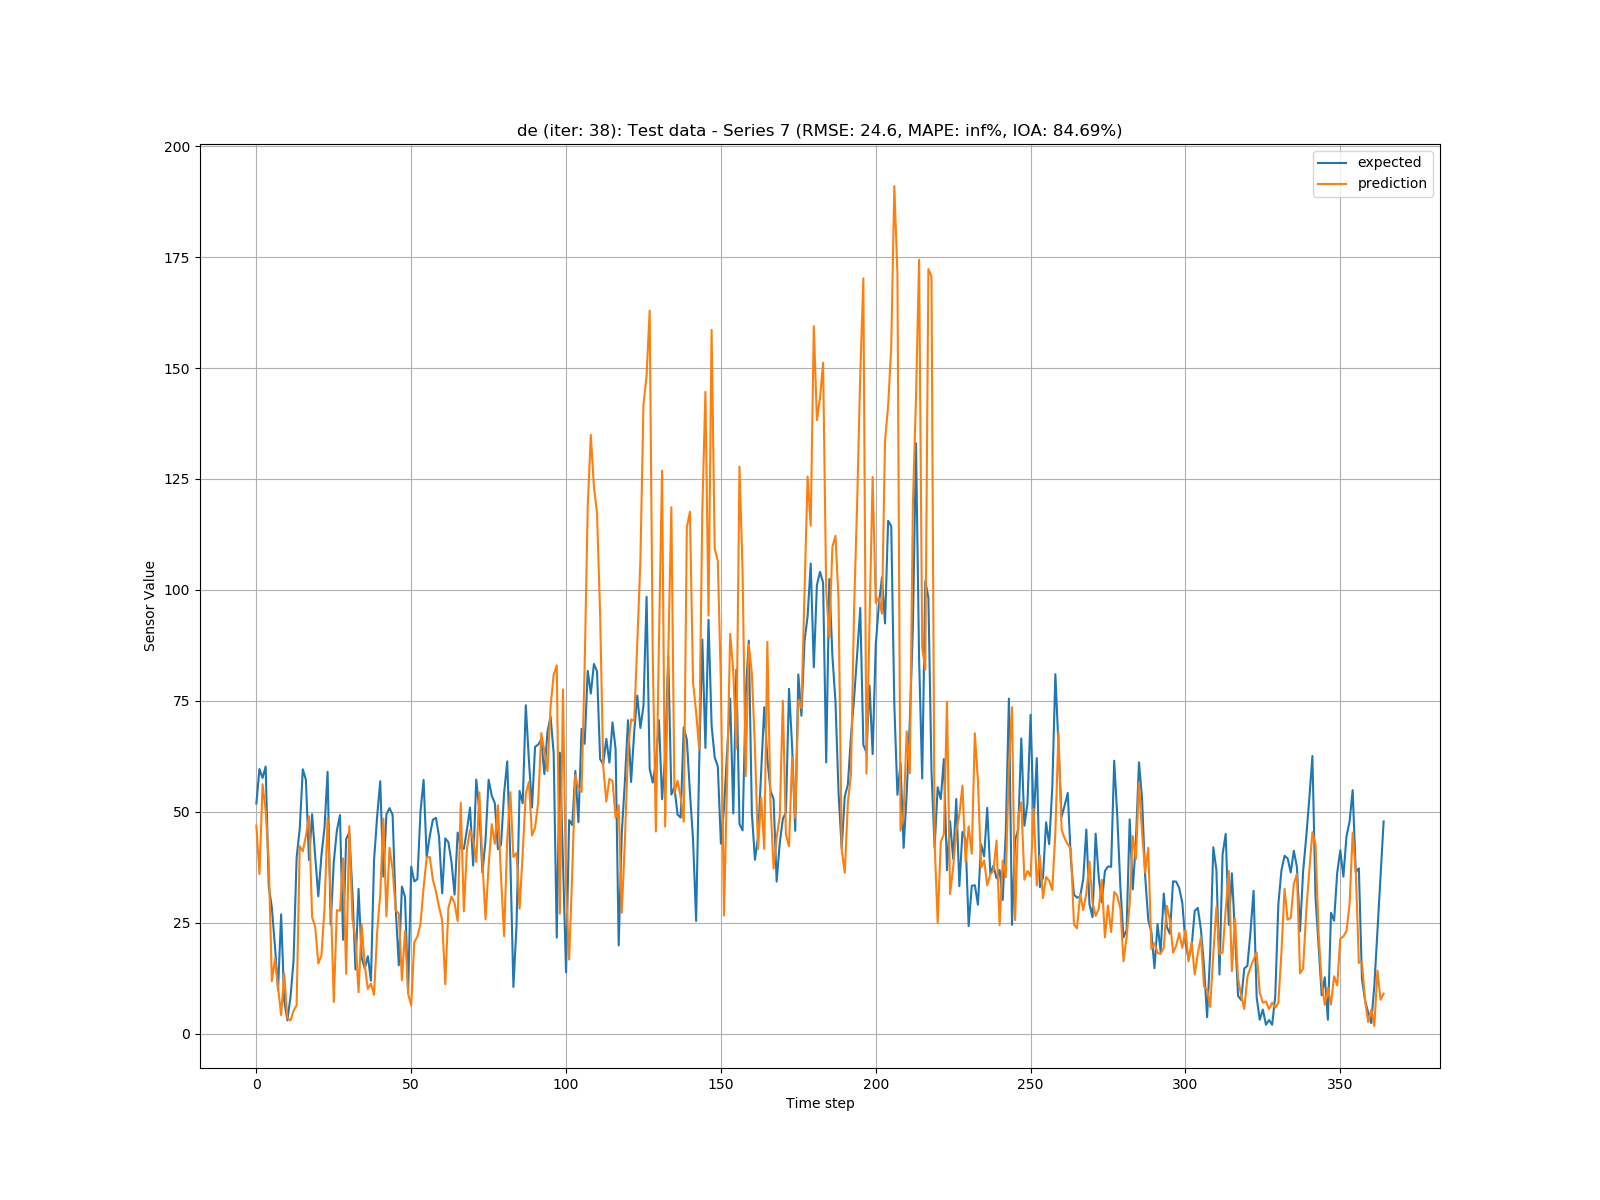 de (iter: 38): Test data - Series 7 (RMSE: 24.6, MAPE: inf%, IOA: 84.69%)
expected
prediction
200
175
150
125
100
75
50
25
0
Sensor Value
0 50 100 150 200 250 300 350
Time step